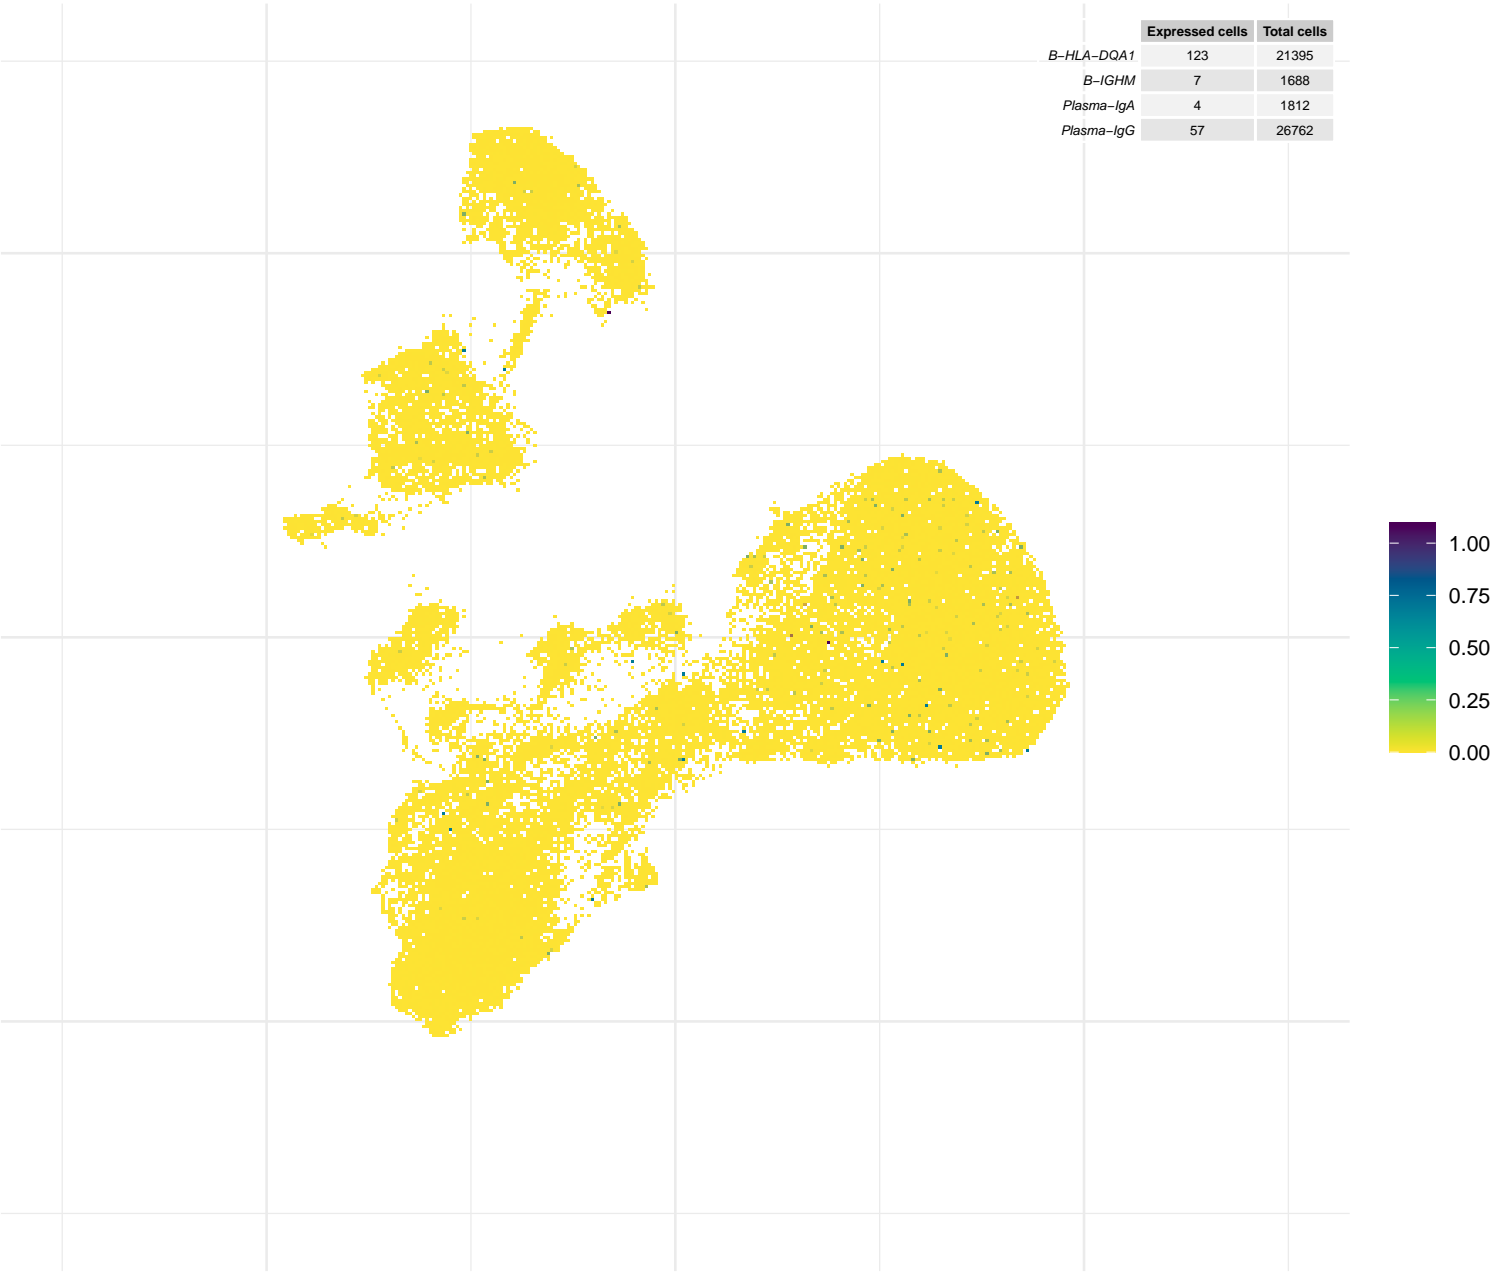 Expressed cells Total cells
B−HLA−DQA1 123 21395
B−IGHM 7 1688
Plasma−IgA 4 1812
Plasma−IgG 57 26762
1.00
0.75
0.50
0.25
0.00